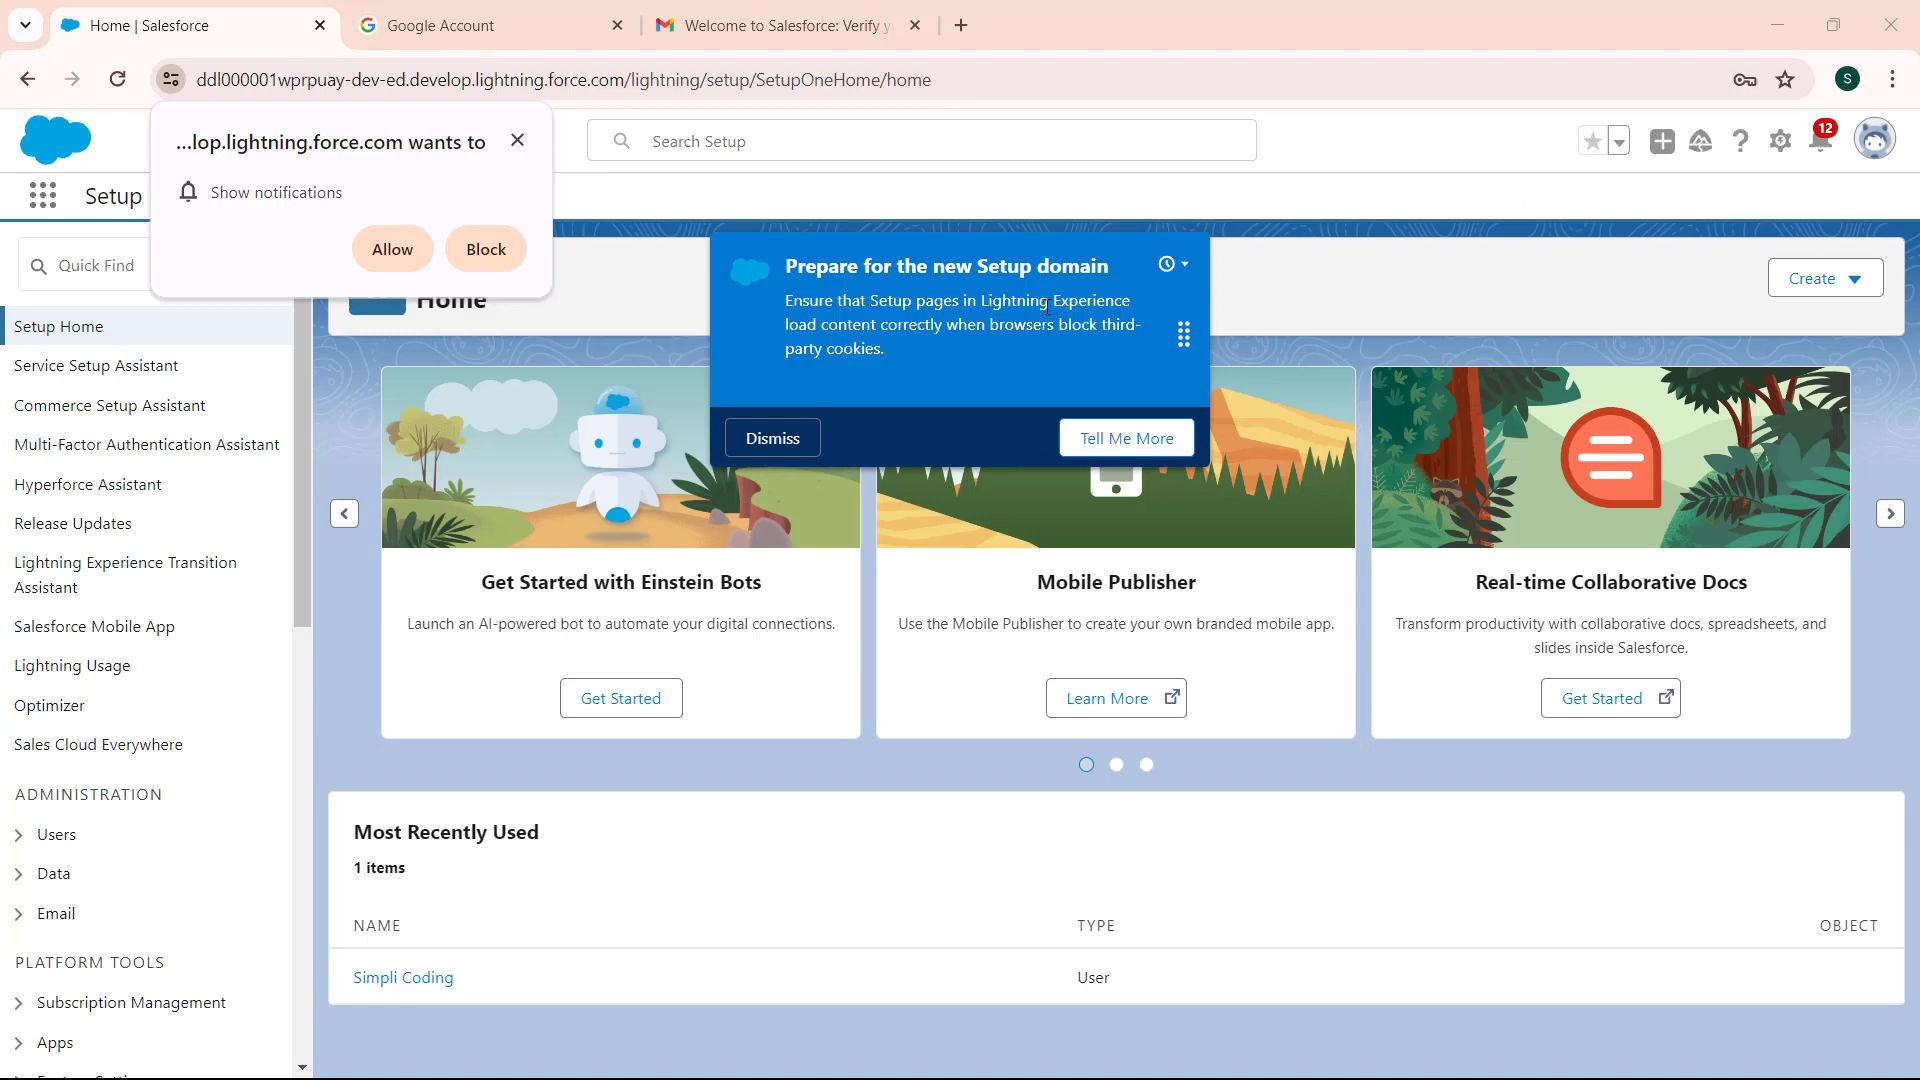 Home | Salesforce
Google Account
Welcome to Salesforce: Verify y
ddl000001wprpuay-dev-ed.develop.lightning.force.com/lightning/setup/SetupOneHome/home
S
...lop.lightning.force.com wants to
Show notifications
Allow
Block
Search Setup
12
Setup
Quick Find
Home
Create
Prepare for the new Setup domain
Ensure that Setup pages in Lightning Experience
load content correctly when browsers block third-
party cookies.
Dismiss
Tell Me More
Setup Home
Service Setup Assistant
Commerce Setup Assistant
Multi-Factor Authentication Assistant
Hyperforce Assistant
Release Updates
Lightning Experience Transition
Assistant
Salesforce Mobile App
Lightning Usage
Optimizer
Sales Cloud Everywhere
ADMINISTRATION
Users
Data
Email
PLATFORM TOOLS
Subscription Management
Apps
Get Started with Einstein Bots
Launch an AI-powered bot to automate your digital connections.
Get Started
Mobile Publisher
Use the Mobile Publisher to create your own branded mobile app.
Learn More
Real-time Collaborative Docs
Transform productivity with collaborative docs, spreadsheets, and
slides inside Salesforce.
Get Started
Most Recently Used
1 items
NAME
TYPE
OBJECT
Simpli Coding
User